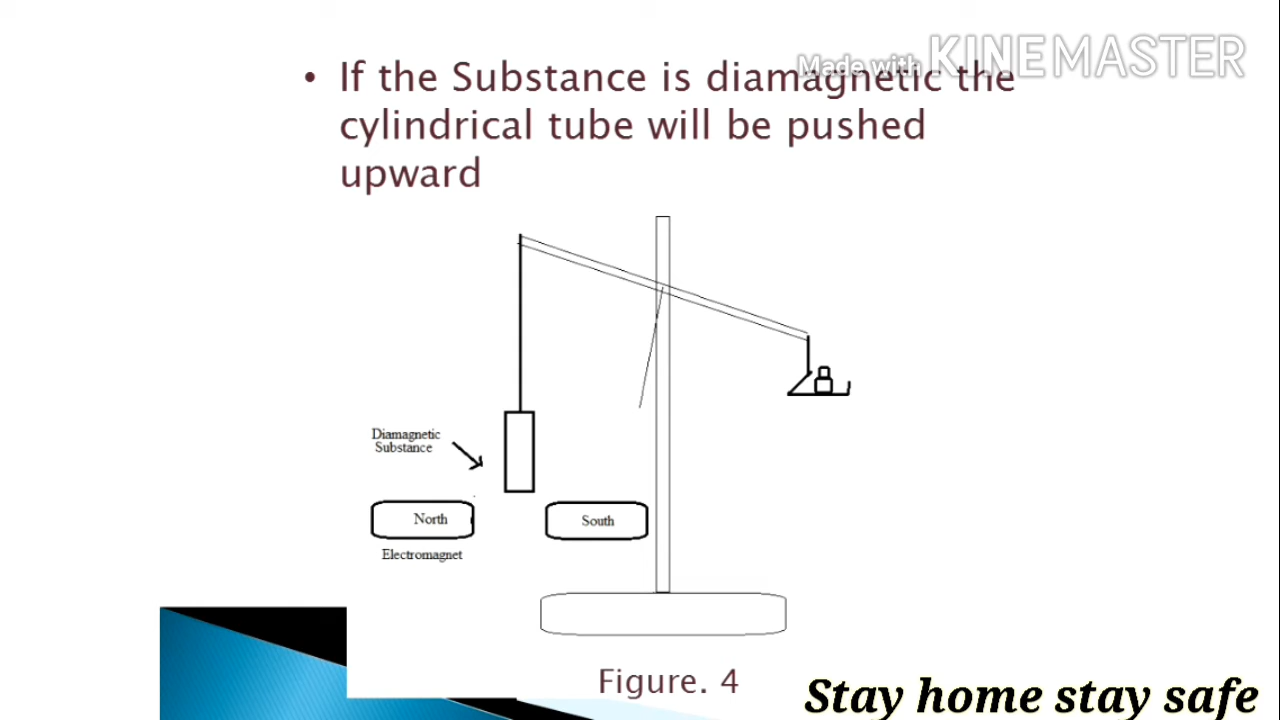 Made with KINEMASTER
• If the Substance is diamagnetic the
cylindrical tube will be pushed
upward
Diamagnetic
Substance
North
South
Electromagnet
Figure. 4
Stay home stay safe